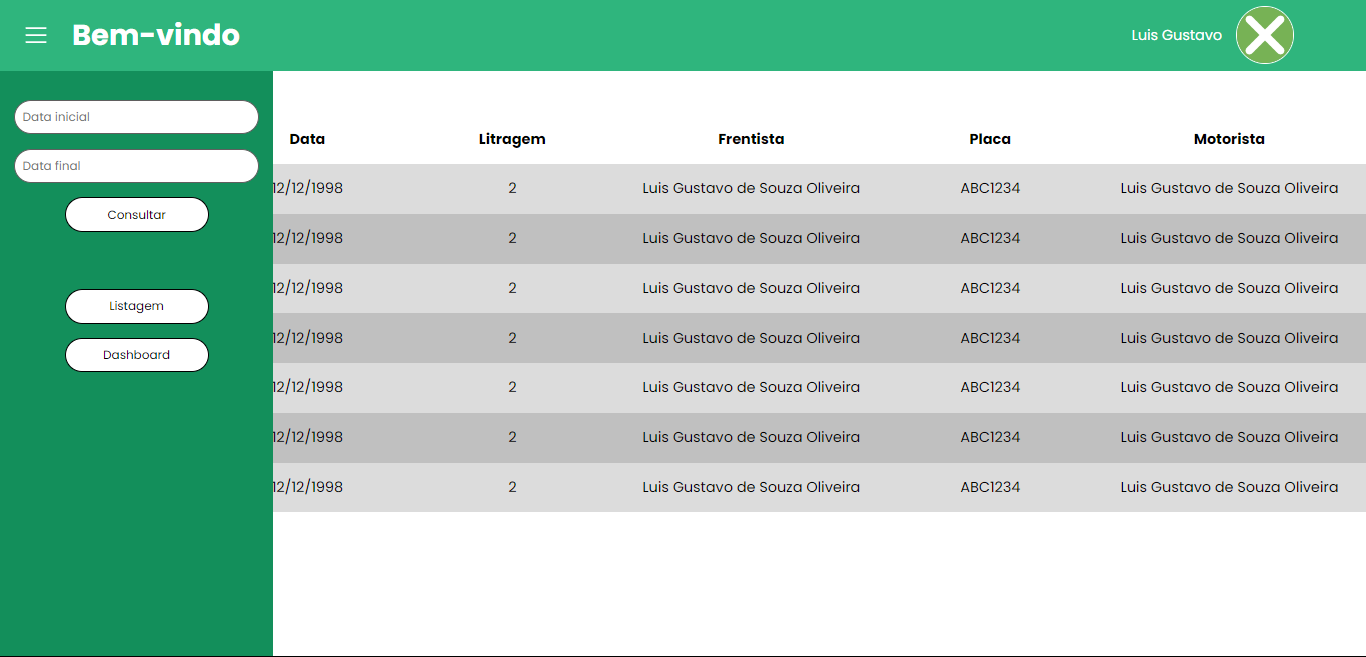 Bem-vindo
Luis Gustavo
Data inicial
Data final
Consultar
Listagem
Dashboard
Data Litragem Frentista Placa Motorista
12/12/1998 2 Luis Gustavo de Souza Oliveira ABC1234 Luis Gustavo de Souza Oliveira
12/12/1998 2 Luis Gustavo de Souza Oliveira ABC1234 Luis Gustavo de Souza Oliveira
12/12/1998 2 Luis Gustavo de Souza Oliveira ABC1234 Luis Gustavo de Souza Oliveira
12/12/1998 2 Luis Gustavo de Souza Oliveira ABC1234 Luis Gustavo de Souza Oliveira
12/12/1998 2 Luis Gustavo de Souza Oliveira ABC1234 Luis Gustavo de Souza Oliveira
12/12/1998 2 Luis Gustavo de Souza Oliveira ABC1234 Luis Gustavo de Souza Oliveira
12/12/1998 2 Luis Gustavo de Souza Oliveira ABC1234 Luis Gustavo de Souza Oliveira